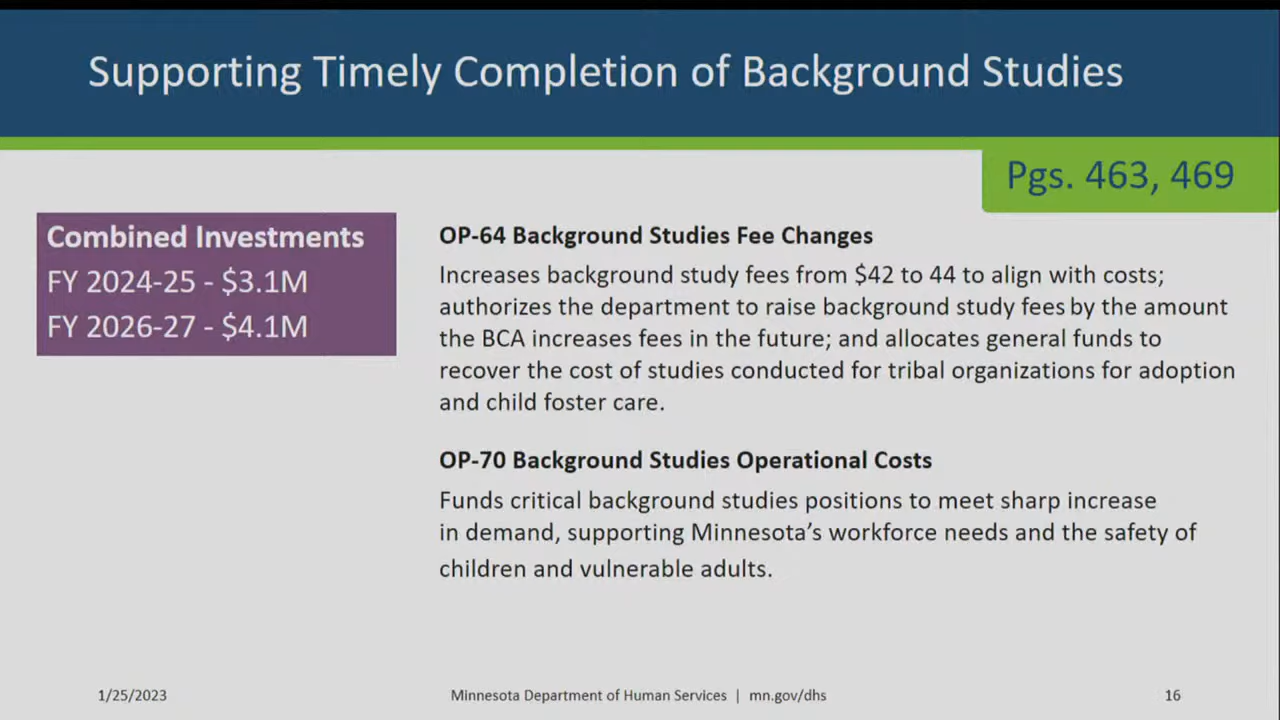 Supporting Timely Completion of Background Studies
Pgs. 463, 469
Combined Investments
FY 2024-25 - $3.1M
FY 2026-27 - $4.1M
OP-64 Background Studies Fee Changes
Increases background study fees from $42 to 44 to align with costs;
authorizes the department to raise background study fees by the amount
the BCA increases fees in the future; and allocates general funds to
recover the cost of studies conducted for tribal organizations for adoption
and child foster care.
OP-70 Background Studies Operational Costs
Funds critical background studies positions to meet sharp increase
in demand, supporting Minnesota’s workforce needs and the safety of
children and vulnerable adults.
1/25/2023
Minnesota Department of Human Services | mn.gov/dhs
16